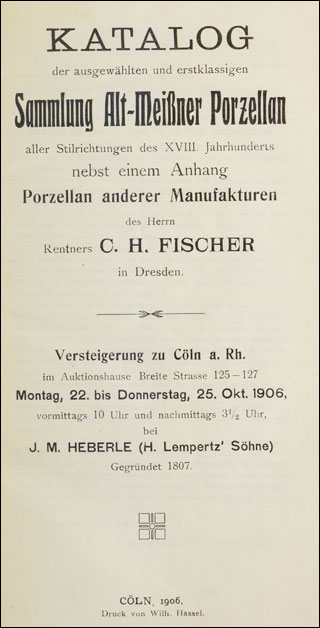 KATALOG
der ausgewählten und erstklassigen
Sammlung Alt-Meißner Porzellan
aller Stilrichtungen des XVIII. Jahrhunderts
nebst einem Anhang
Porzellan anderer Manufakturen
des Herrn
Rentners C. H. FISCHER
in Dresden.
Versteigerung zu Cöln a. Rh.
im Auktionshause Breite Strasse 125–127
Montag, 22. bis Donnerstag, 25. Okt. 1906,
vormittags 10 Uhr und nachmittags 3½ Uhr,
bei
J. M. HEBERLE (H. Lempertz' Söhne)
Gegründet 1807.
CÖLN, 1906.
Druck von Wilh. Hassel.